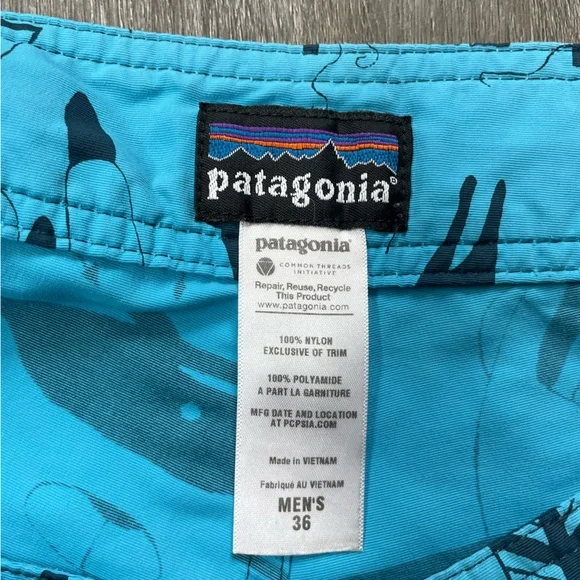 patagonia®
patagonia®
COMMON THREADS
INITIATIVE
Repair, Reuse, Recycle
This Product
www.patagonia.com
100% NYLON
EXCLUSIVE OF TRIM
100% POLYAMIDE
A PART LA GARNITURE
MFG DATE AND LOCATION
AT PCPSIA.COM
Made in VIETNAM
Fabriqué AU VIETNAM
MEN'S
36